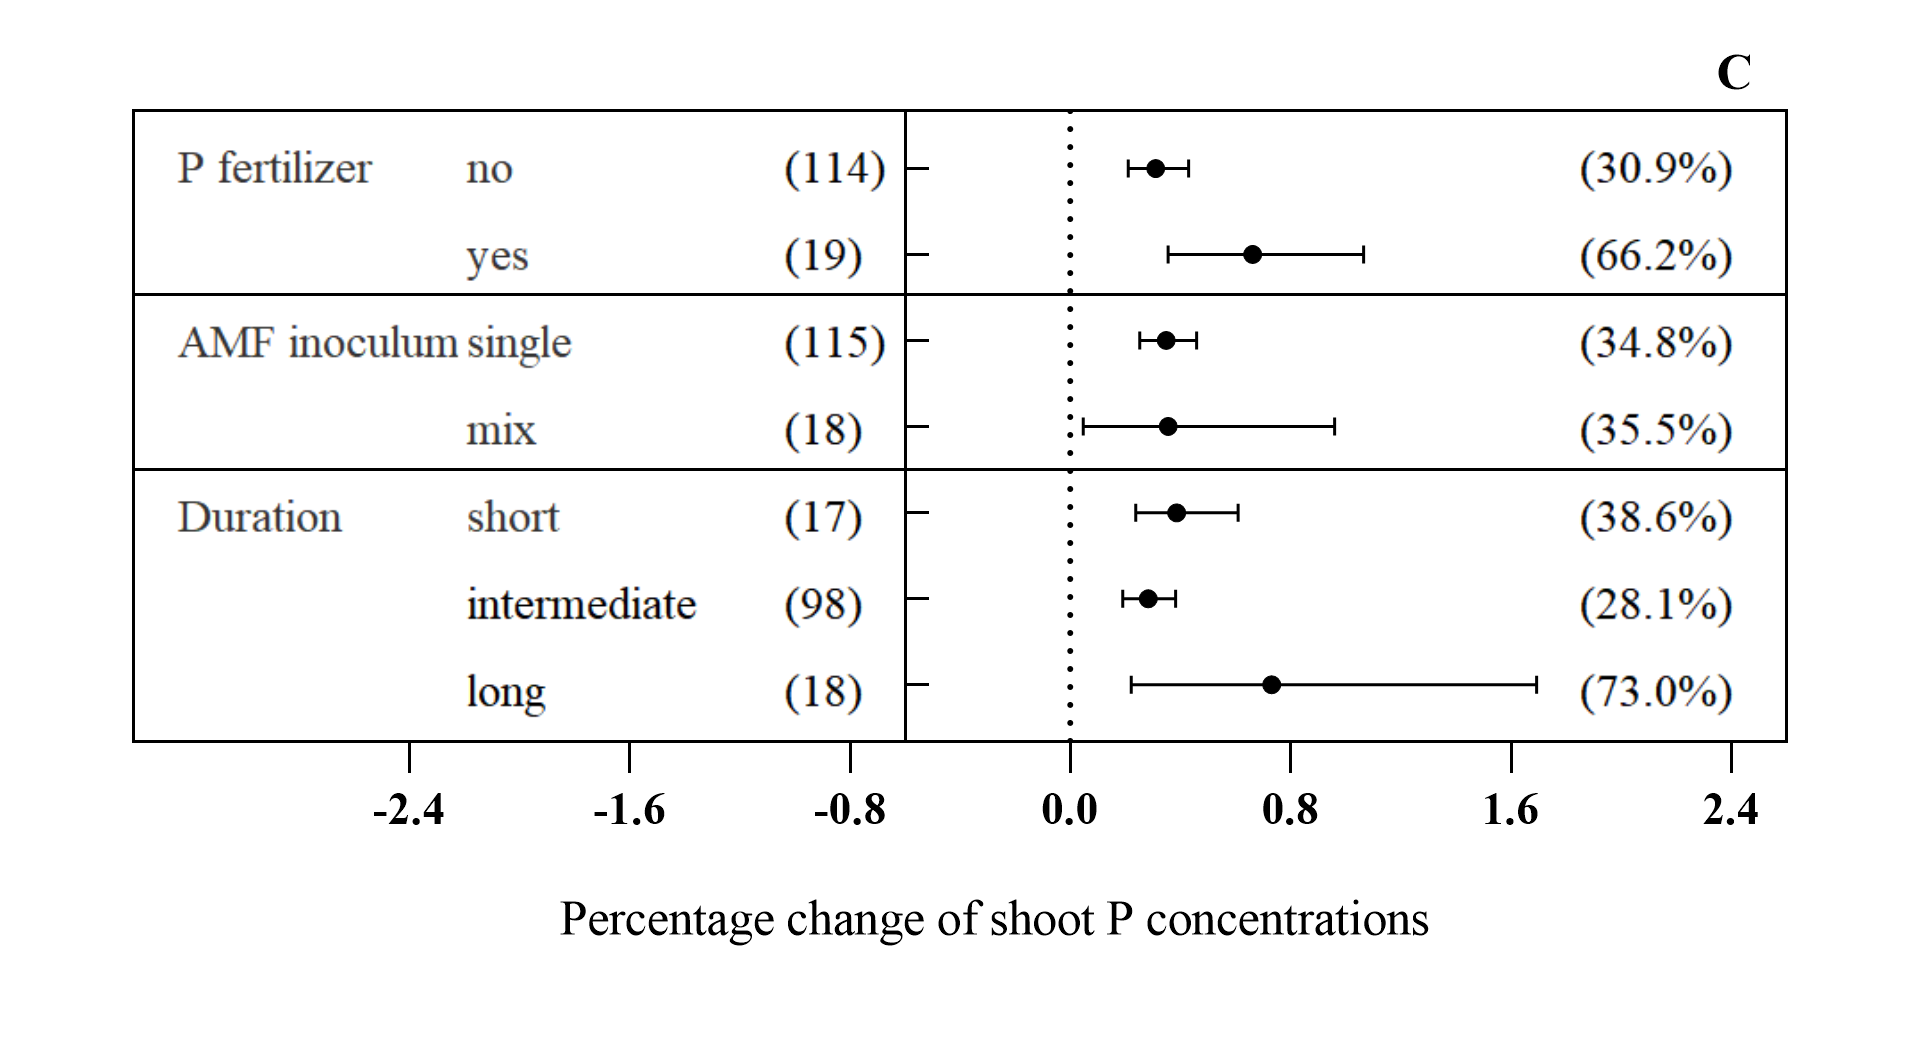 C
P fertilizer no (114) (30.9%)
yes (19) (66.2%)
AMF inoculum single (115) (34.8%)
mix (18) (35.5%)
Duration short (17) (38.6%)
intermediate (98) (28.1%)
long (18) (73.0%)
-2.4 -1.6 -0.8 0.0 0.8 1.6 2.4
Percentage change of shoot P concentrations